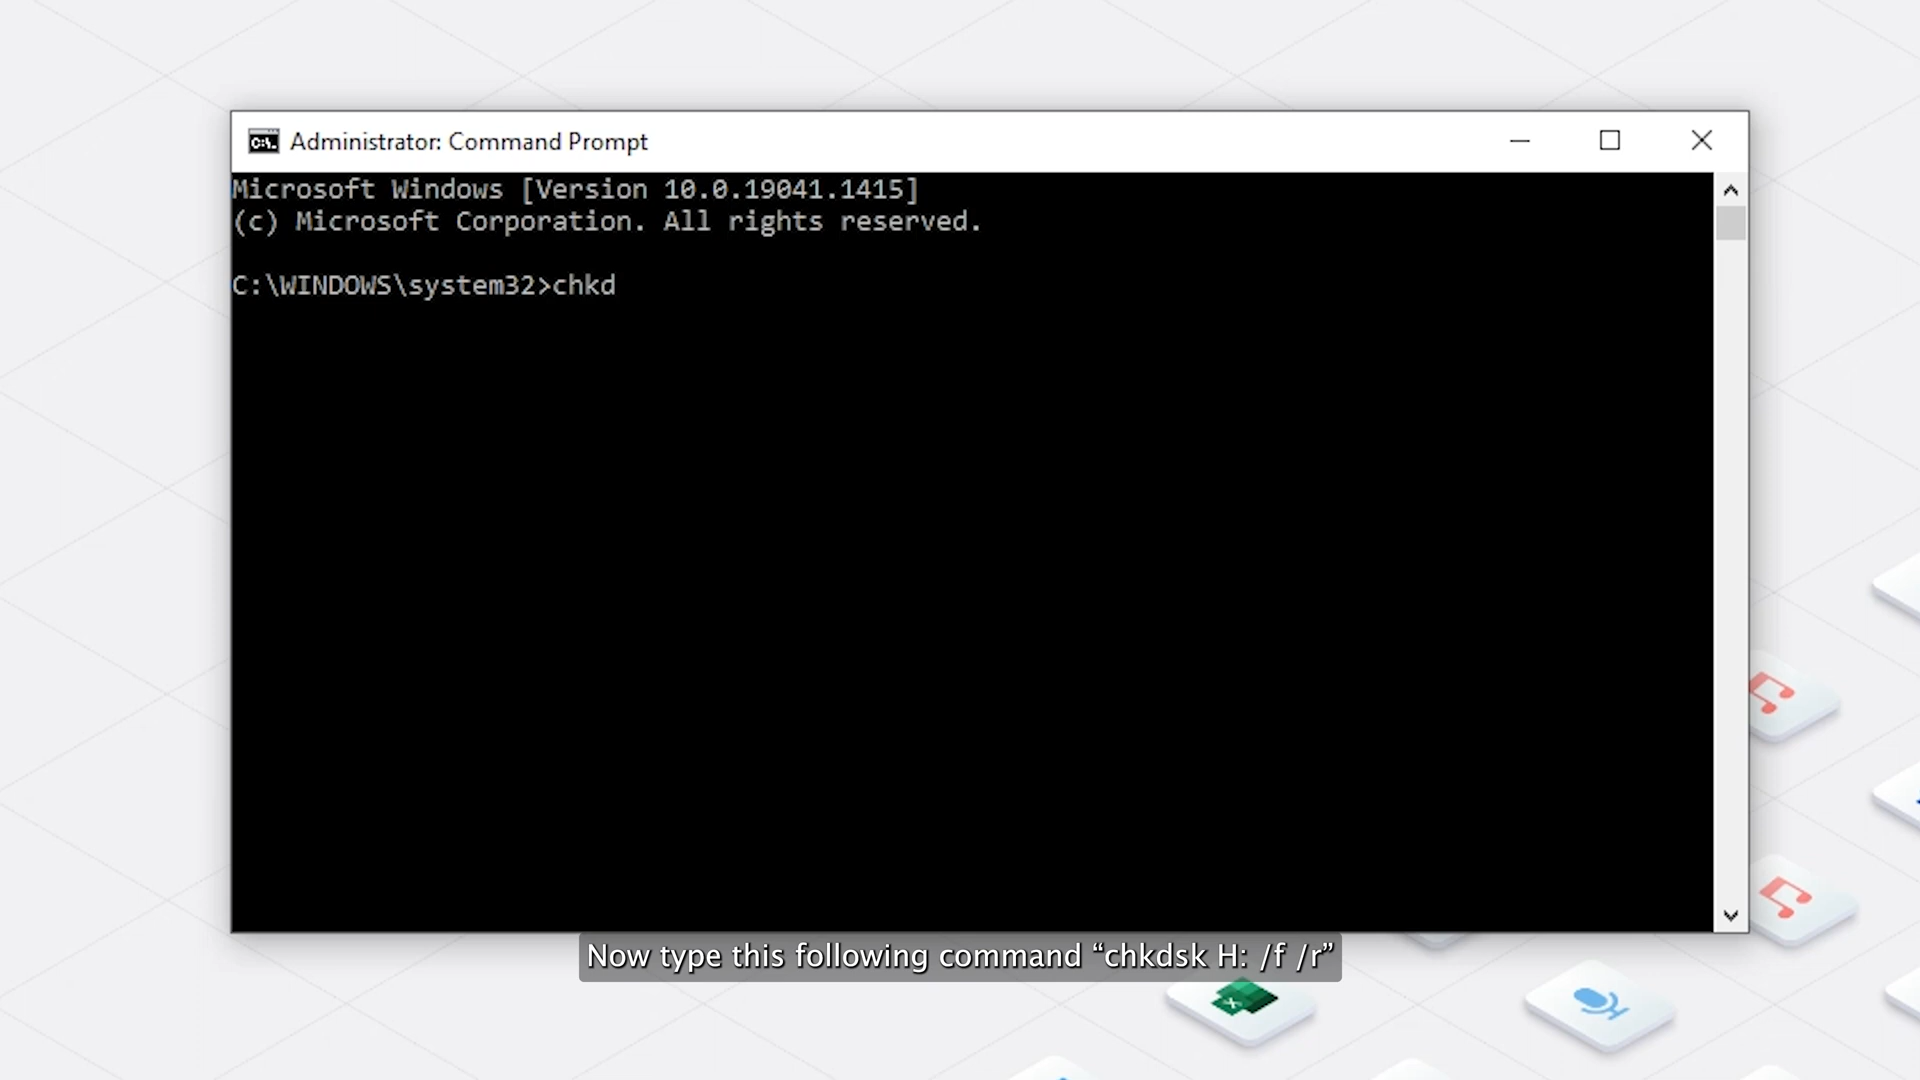 Administrator: Command Prompt
Microsoft Windows [Version 10.0.19041.1415]
(c) Microsoft Corporation. All rights reserved.
C:\WINDOWS\system32>chkd
Now type this following command “chkdsk H: /f /r”